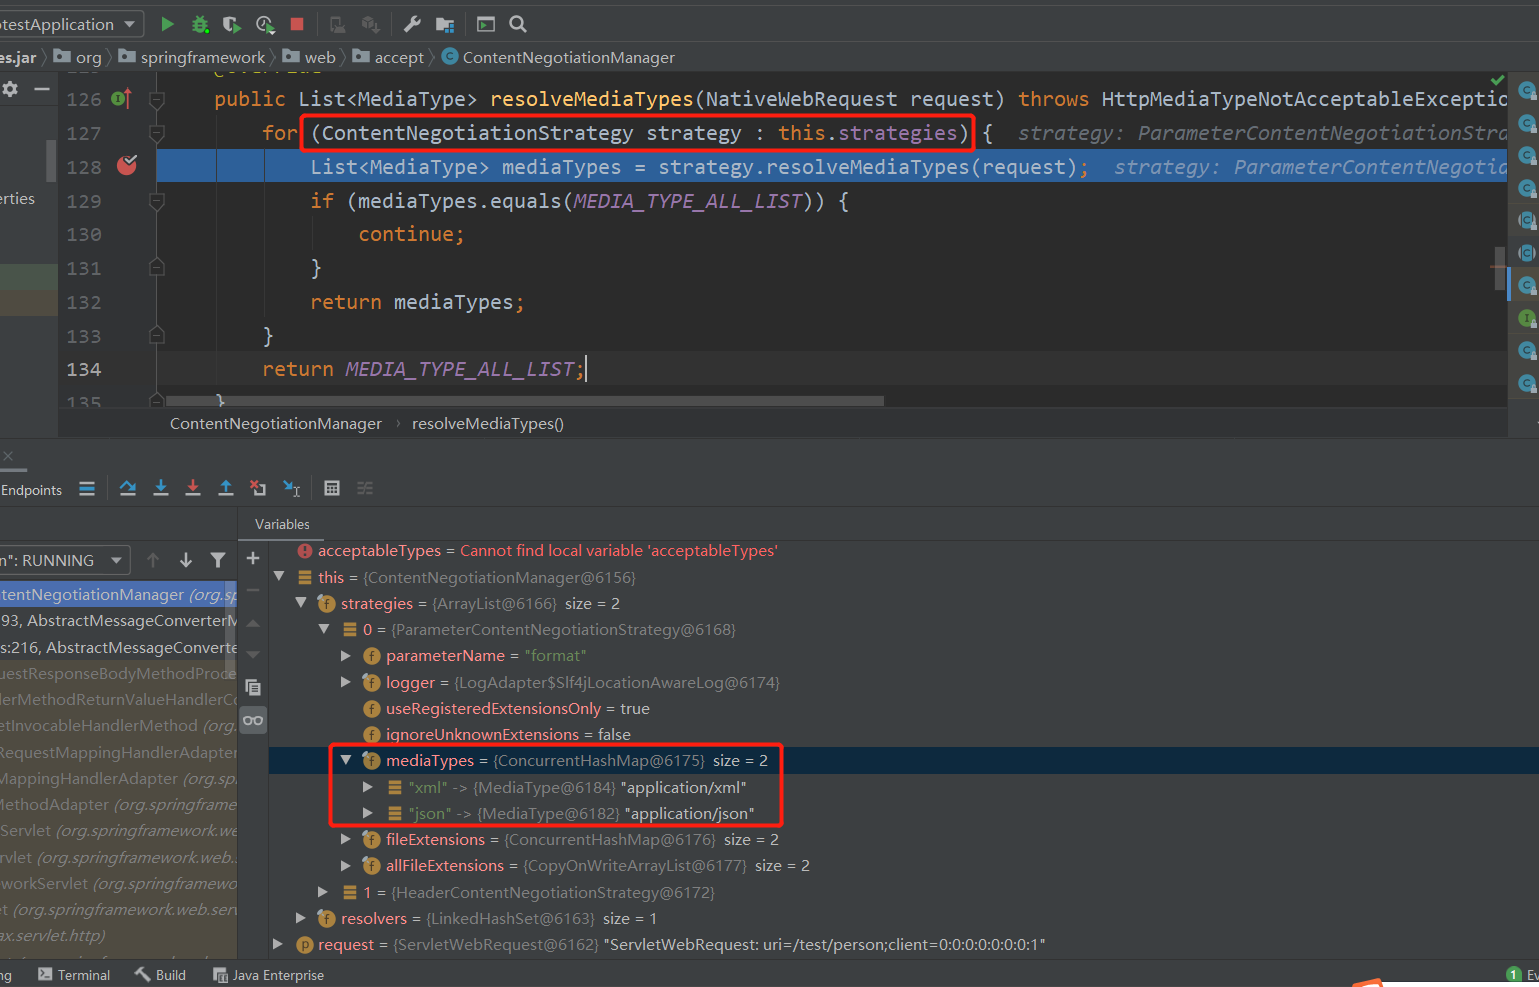 otestApplication
es.jar org springframework web accept ContentNegotiationManager
126 public List<MediaType> resolveMediaTypes(NativeWebRequest request) throws HttpMediaTypeNotAcceptableExceptio
127 for (ContentNegotiationStrategy strategy : this.strategies) { strategy: ParameterContentNegotiationStra
128 List<MediaType> mediaTypes = strategy.resolveMediaTypes(request); strategy: ParameterContentNegotia
129 if (mediaTypes.equals(MEDIA_TYPE_ALL_LIST)) {
erties
130 continue;
131 }
132 return mediaTypes;
133 }
134 return MEDIA_TYPE_ALL_LIST;
135 }
ContentNegotiationManager › resolveMediaTypes()
Endpoints
Variables
n": RUNNING
tentNegotiationManager (org.sp
93, AbstractMessageConverterM
s:216, AbstractMessageConverte
questResponseBodyMethodProce
lerMethodReturnValueHandlerCo
etInvocableHandlerMethod (org.
RequestMappingHandlerAdapter
MappingHandlerAdapter (org.sp
MethodAdapter (org.springframe
Servlet (org.springframework.we
rvlet (org.springframework.web.
eworkServlet (org.springframewo
et (org.springframework.web.serv
ax.servlet.http)
acceptableTypes = Cannot find local variable 'acceptableTypes'
this = {ContentNegotiationManager@6156}
strategies = {ArrayList@6166} size = 2
0 = {ParameterContentNegotiationStrategy@6168}
parameterName = "format"
logger = {LogAdapter$Slf4jLocationAwareLog@6174}
useRegisteredExtensionsOnly = true
ignoreUnknownExtensions = false
mediaTypes = {ConcurrentHashMap@6175} size = 2
"xml" -> {MediaType@6184} "application/xml"
"json" -> {MediaType@6182} "application/json"
fileExtensions = {ConcurrentHashMap@6176} size = 2
allFileExtensions = {CopyOnWriteArrayList@6177} size = 2
1 = {HeaderContentNegotiationStrategy@6172}
resolvers = {LinkedHashSet@6163} size = 1
request = {ServletWebRequest@6162} "ServletWebRequest: uri=/test/person;client=0:0:0:0:0:0:0:1"
ng Terminal Build Java Enterprise 1 Ev